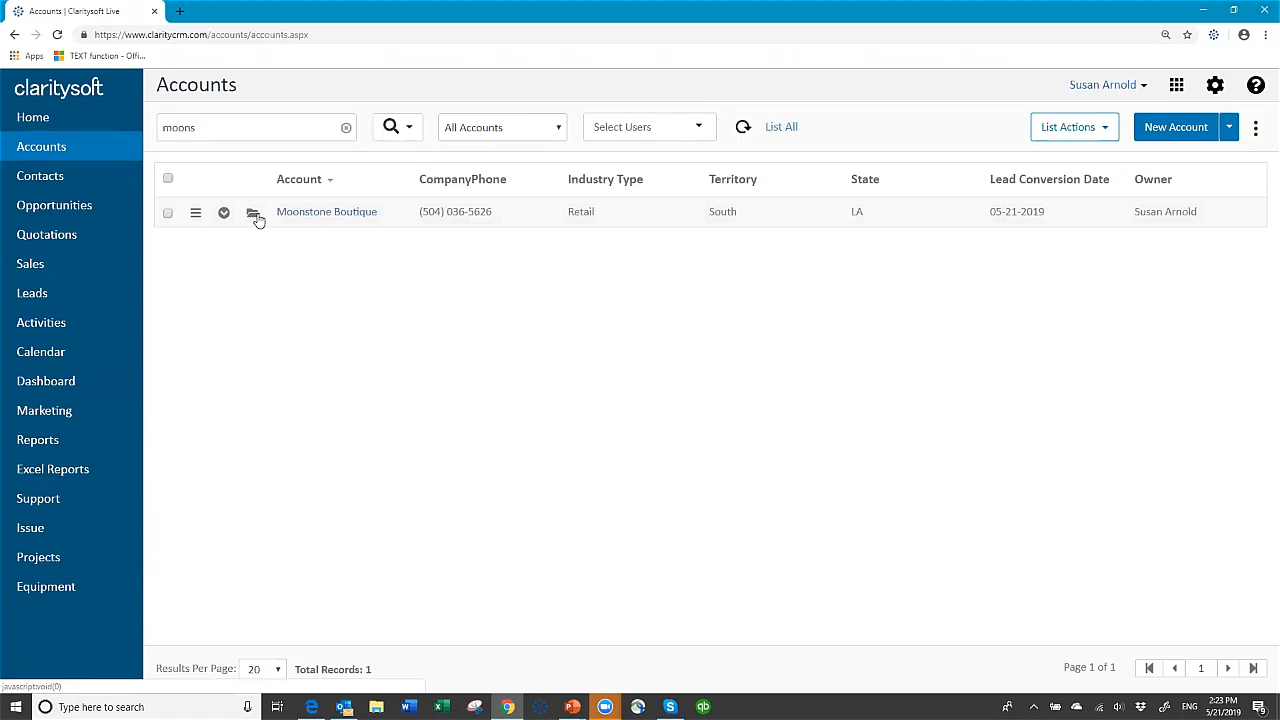 Accounts | Claritysoft Live
https://www.claritycrm.com/accounts/accounts.aspx
Apps TEXT function - Offi...
claritysoft
Accounts
Susan Arnold
Home
Accounts
Contacts
Opportunities
Quotations
Sales
Leads
Activities
Calendar
Dashboard
Marketing
Reports
Excel Reports
Support
Issue
Projects
Equipment
moons
All Accounts
Select Users
List All
List Actions
New Account
Account CompanyPhone Industry Type Territory State Lead Conversion Date Owner
Moonstone Boutique (504) 036-5626 Retail South LA 05-21-2019 Susan Arnold
Results Per Page: 20 Total Records: 1
Page 1 of 1
1
javascript:void(0)
Type here to search
ENG
2:23 PM
5/21/2019